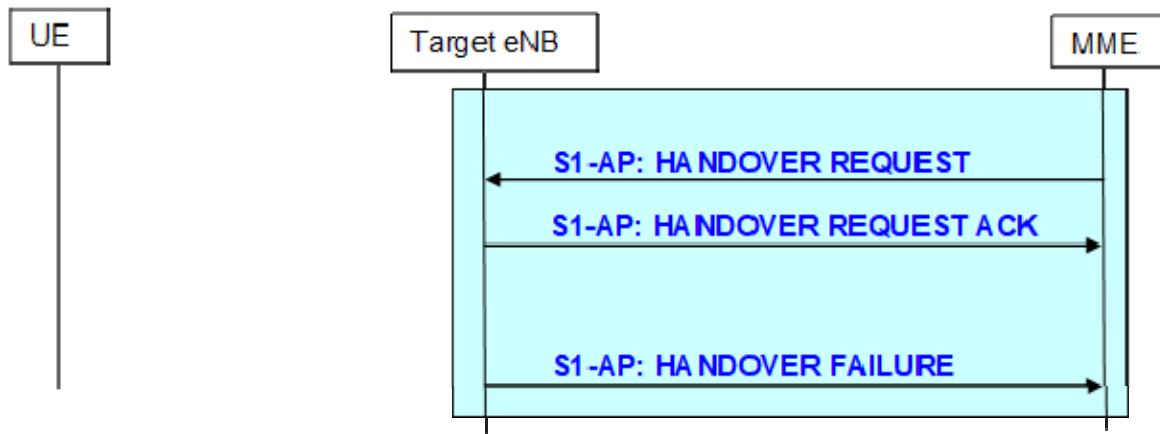 UE
Target eNB
MME
S1-AP: HANDOVER REQUEST
S1-AP: HANDOVER REQUEST ACK
S1-AP: HANDOVER FAILURE